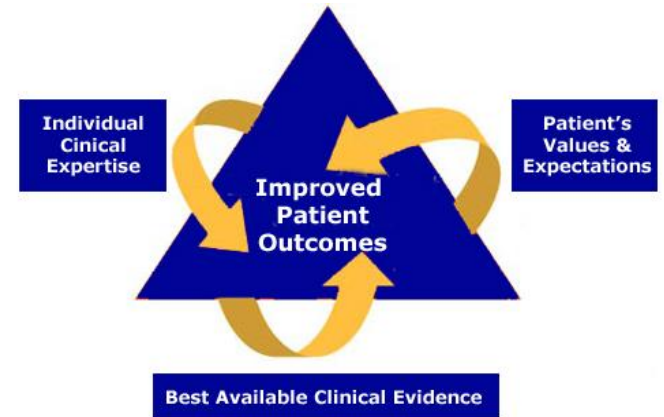 Individual
Cinical
Expertise
Patient's
Values &
Expectations
Improved
Patient
Outcomes
Best Available Clinical Evidence